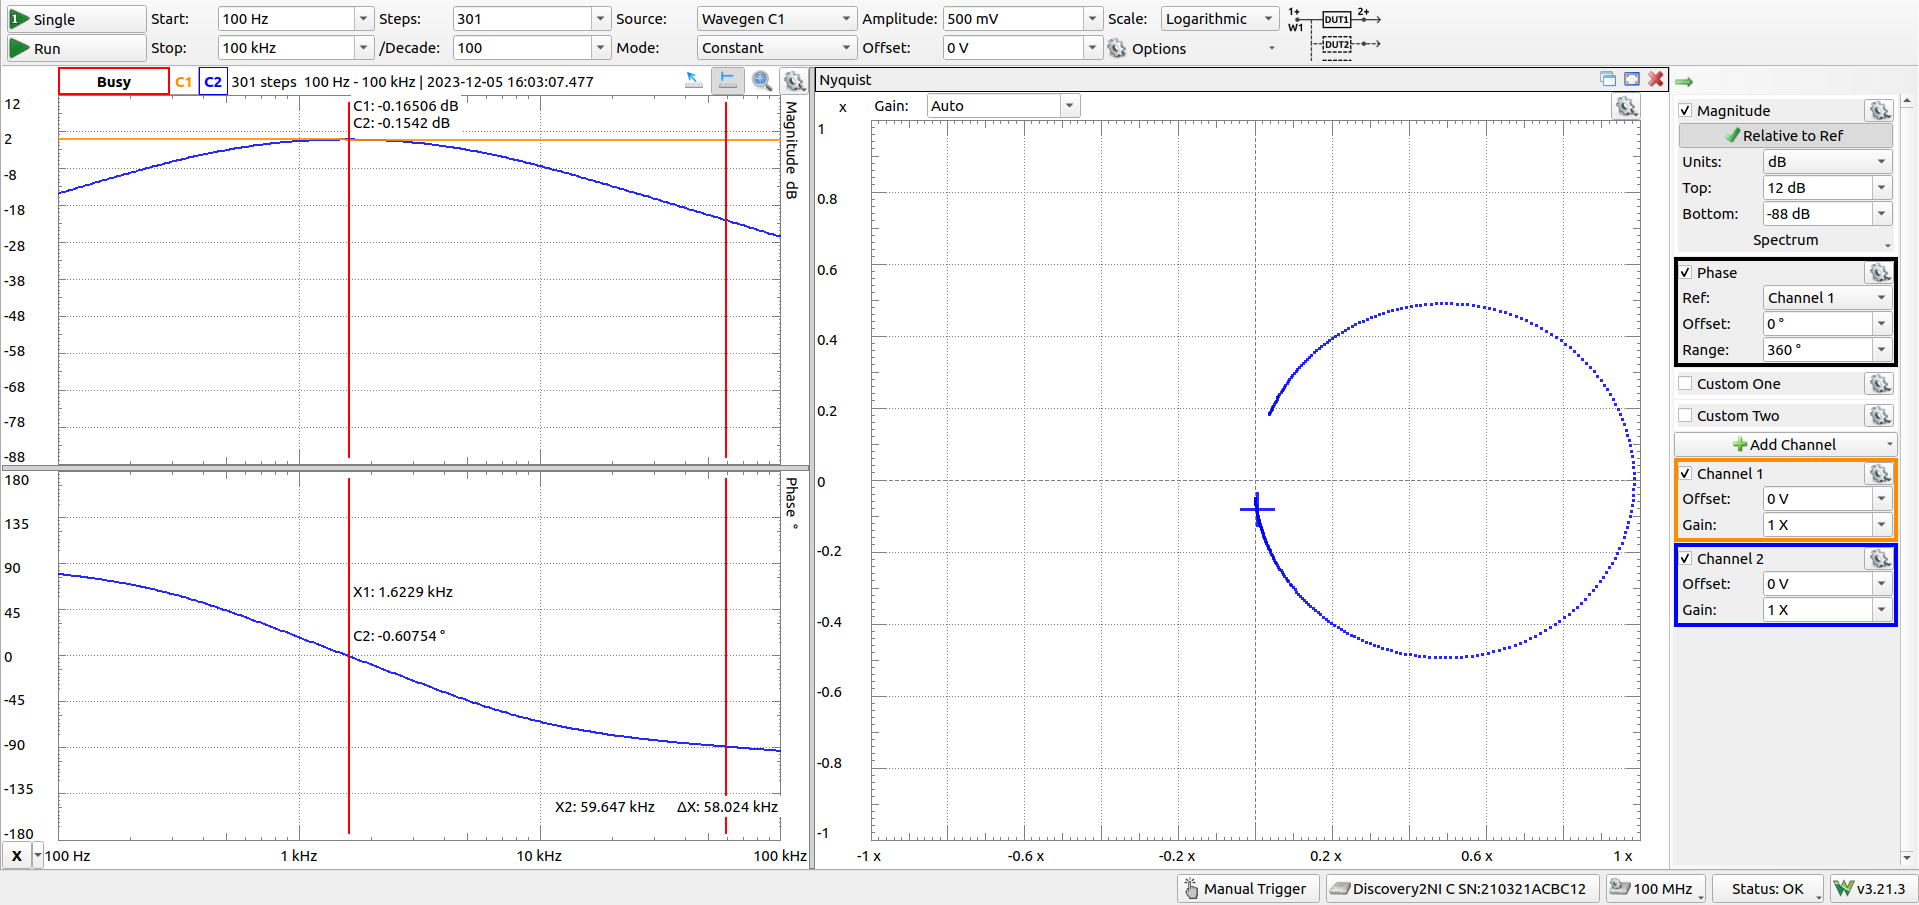 Single Start: 100 Hz Steps: 301 Source: Wavegen C1 Amplitude: 500 mV Scale: Logarithmic 1+ DUT1 2+
Run Stop: 100 kHz /Decade: 100 Mode: Constant Offset: 0 V Options W1 DUT2
Busy C1 C2 301 steps 100 Hz - 100 kHz | 2023-12-05 16:03:07.477
C1: -0.16506 dB
C2: -0.1542 dB
Magnitude dB
12
2
-8
-18
-28
-38
-48
-58
-68
-78
-88
Phase °
180
135
90
45
0
-45
-90
-135
-180
X1: 1.6229 kHz
C2: -0.60754 °
X2: 59.647 kHz ΔX: 58.024 kHz
X 100 Hz 1 kHz 10 kHz 100 kHz
Nyquist
x Gain: Auto
1
0.8
0.6
0.4
0.2
0
-0.2
-0.4
-0.6
-0.8
-1
-1 x -0.6 x -0.2 x 0.2 x 0.6 x 1 x
Magnitude
Relative to Ref
Units: dB
Top: 12 dB
Bottom: -88 dB
Spectrum
Phase
Ref: Channel 1
Offset: 0 °
Range: 360 °
Custom One
Custom Two
Add Channel
Channel 1
Offset: 0 V
Gain: 1 X
Channel 2
Offset: 0 V
Gain: 1 X
Manual Trigger Discovery2NI C SN:210321ACBC12 100 MHz Status: OK v3.21.3